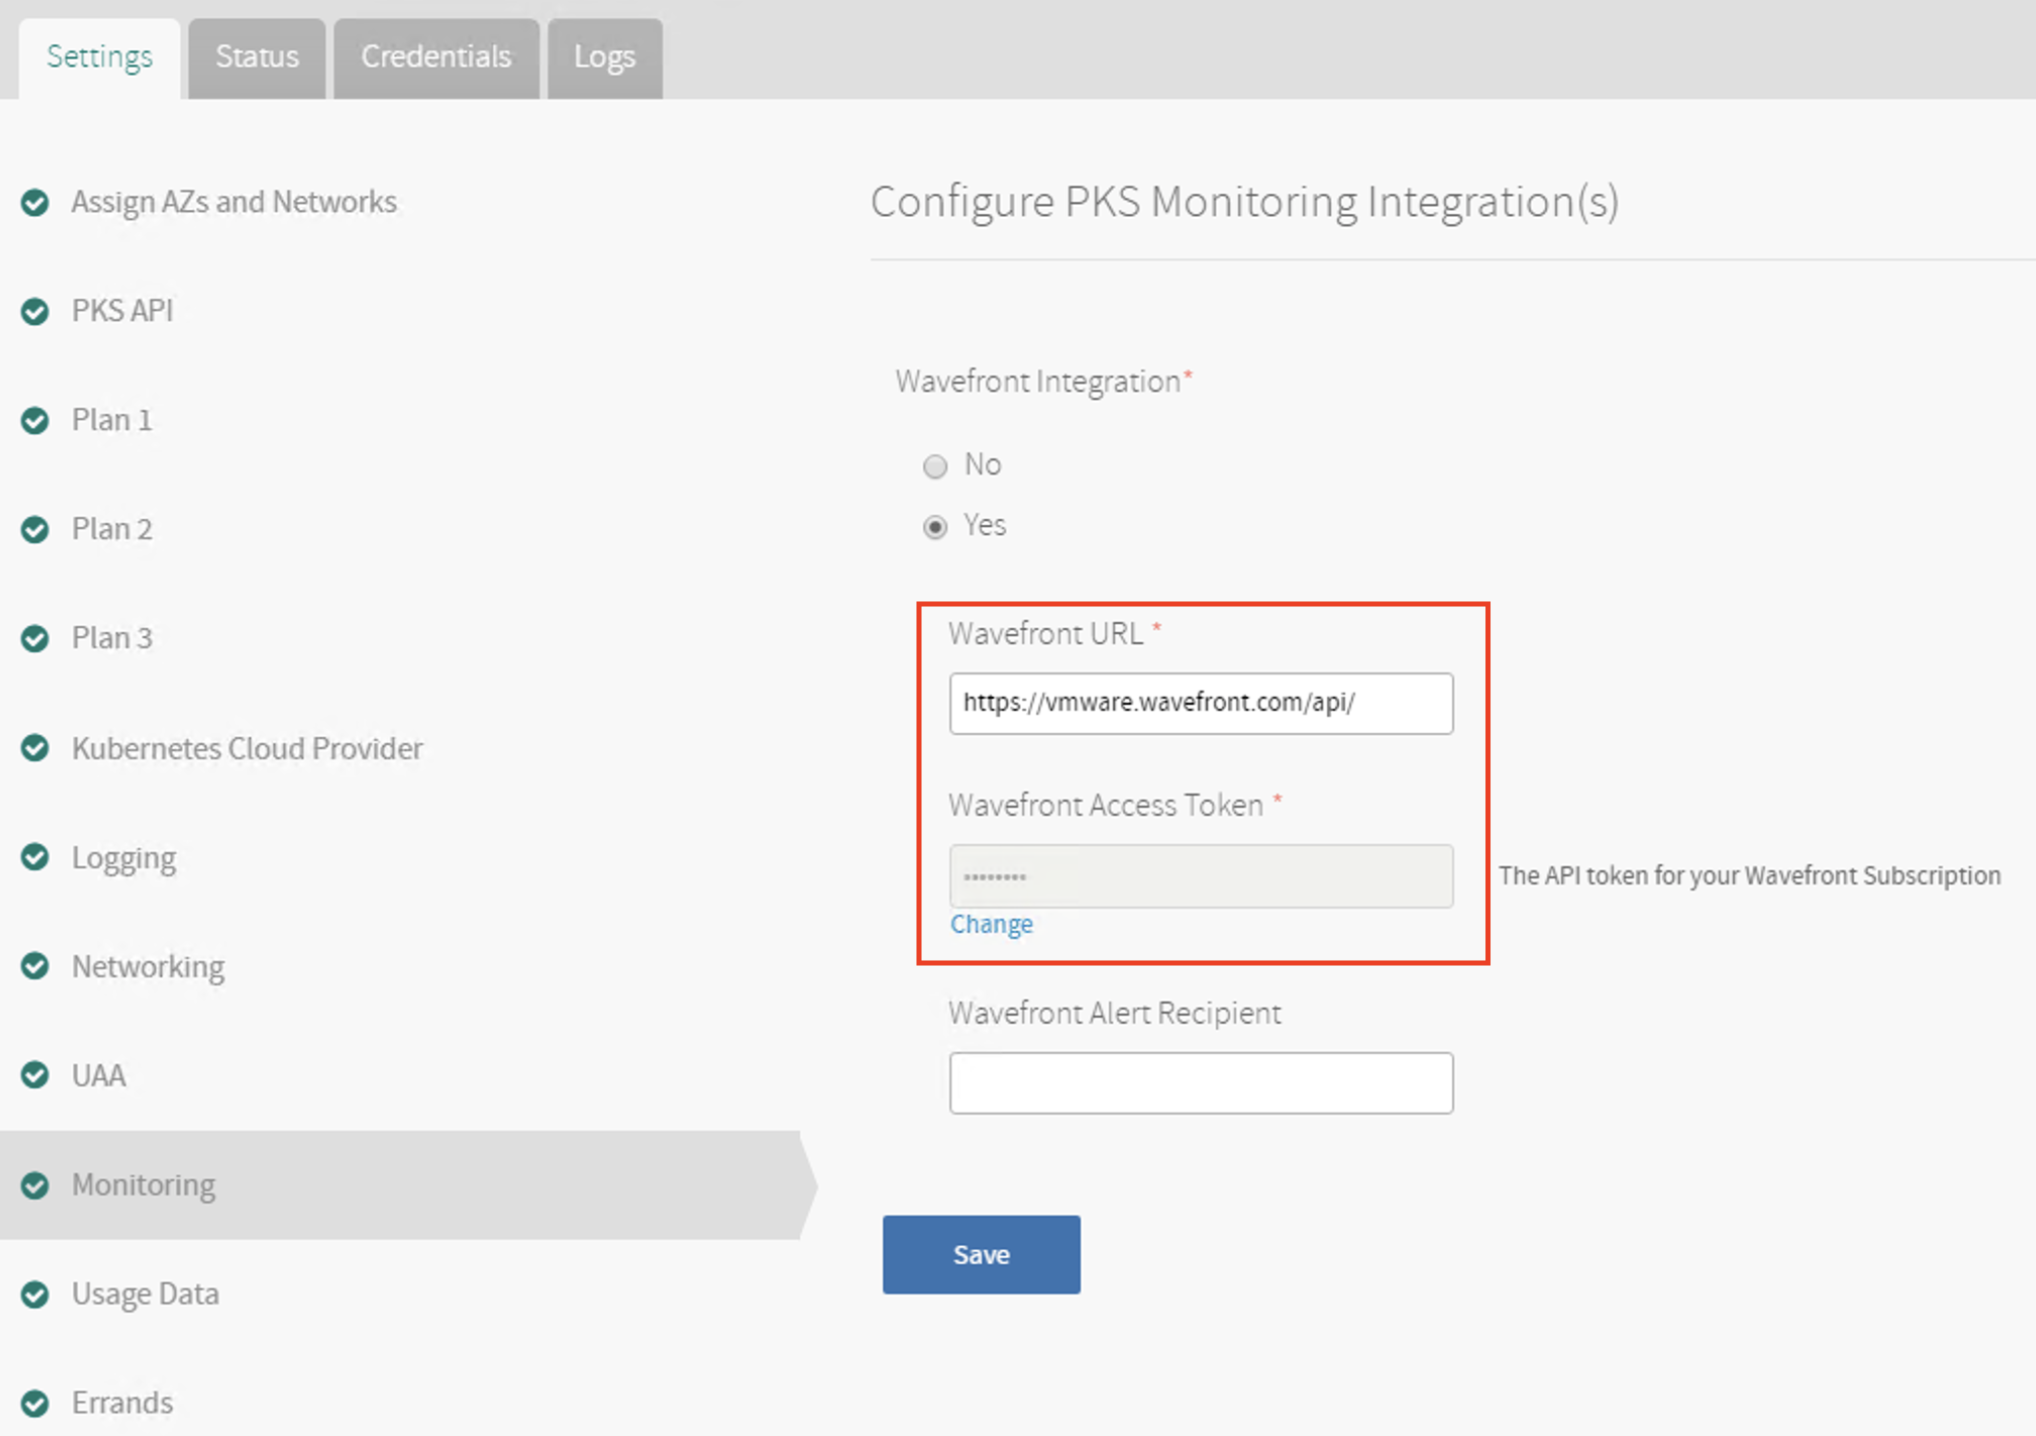 Settings
Status
Credentials
Logs
Assign AZs and Networks
PKS API
Plan 1
Plan 2
Plan 3
Kubernetes Cloud Provider
Logging
Networking
UAA
Monitoring
Usage Data
Errands
Configure PKS Monitoring Integration(s)
Wavefront Integration*
No
Yes
Wavefront URL *
https://vmware.wavefront.com/api/
Wavefront Access Token *
••••••••
The API token for your Wavefront Subscription
Change
Wavefront Alert Recipient
Save